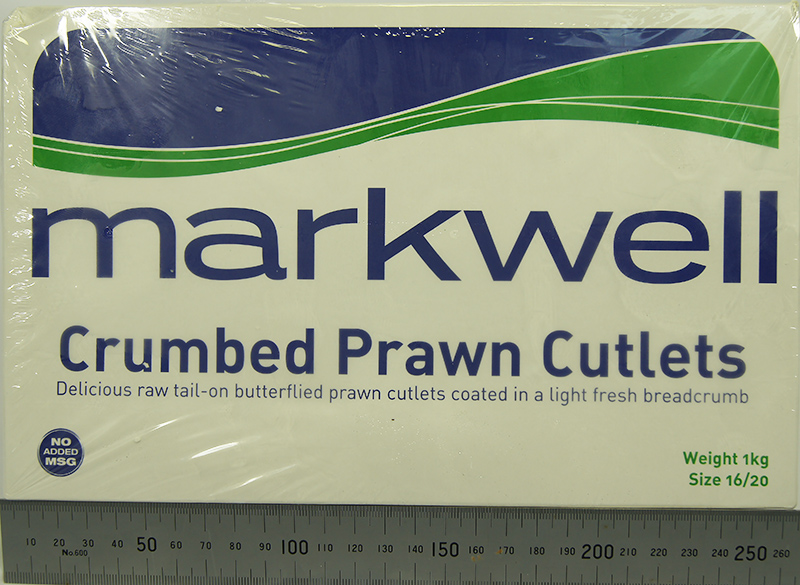 markwell
Crumbed Prawn Cutlets
Delicious raw tail-on butterflied prawn cutlets coated in a light fresh breadcrumb
NO
ADDED
MSG
Weight 1kg
Size 16/20
10 20 30 40 50 60 70 80 90 100 110 120 130 140 150 160 170 180 190 200 210 220 230 240 250 260
No.600